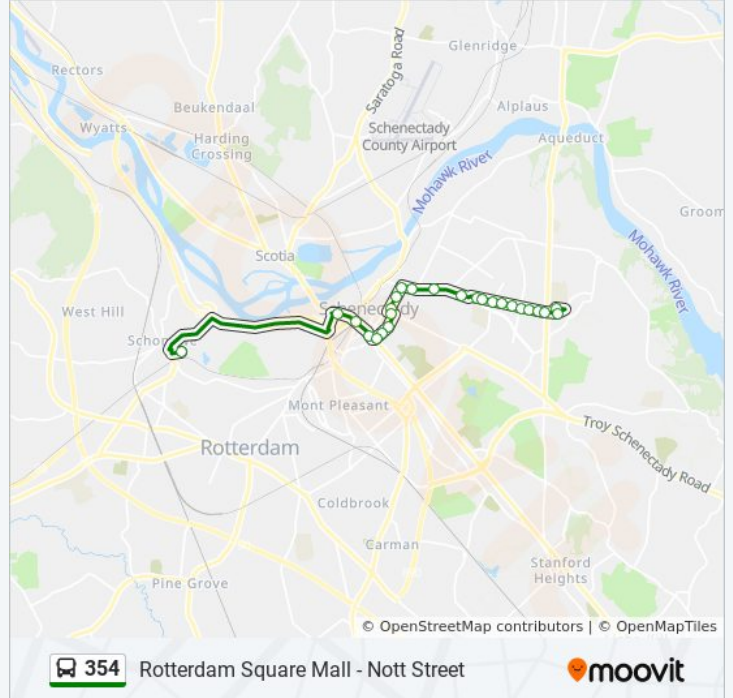 Glenridge
Rectors
Saratoga Road
Beukendaal
Alplaus
Wyatts
Schenectady
County Airport
Harding
Crossing
Aqueduct
Mohawk River
Groom
Scotia
Mohawk River
West Hill
Schenectady
Mont Pleasant
Rotterdam
Troy Schenectady Road
Coldbrook
Carman
Stanford
Heights
Pine Grove
© OpenStreetMap contributors | © OpenMapTiles
354 Rotterdam Square Mall - Nott Street
moovit